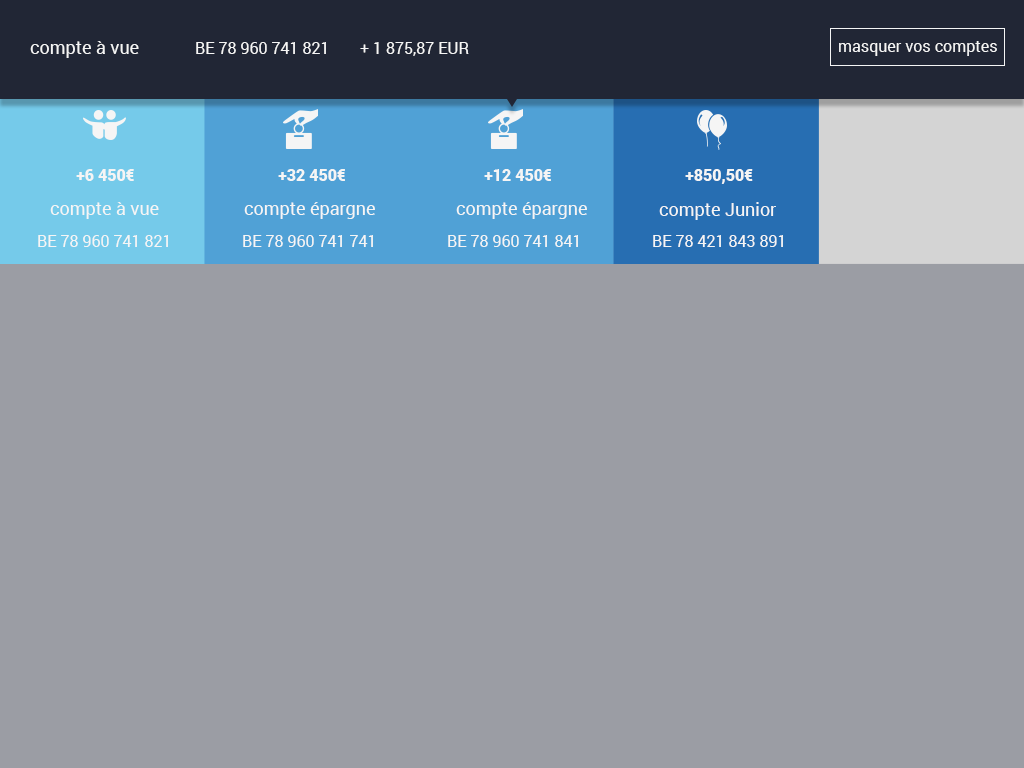 compte à vue BE 78 960 741 821 + 1 875,87 EUR masquer vos comptes
+6 450€ +32 450€ +12 450€ +850,50€
compte à vue compte épargne compte épargne compte Junior
BE 78 960 741 821 BE 78 960 741 741 BE 78 960 741 841 BE 78 421 843 891